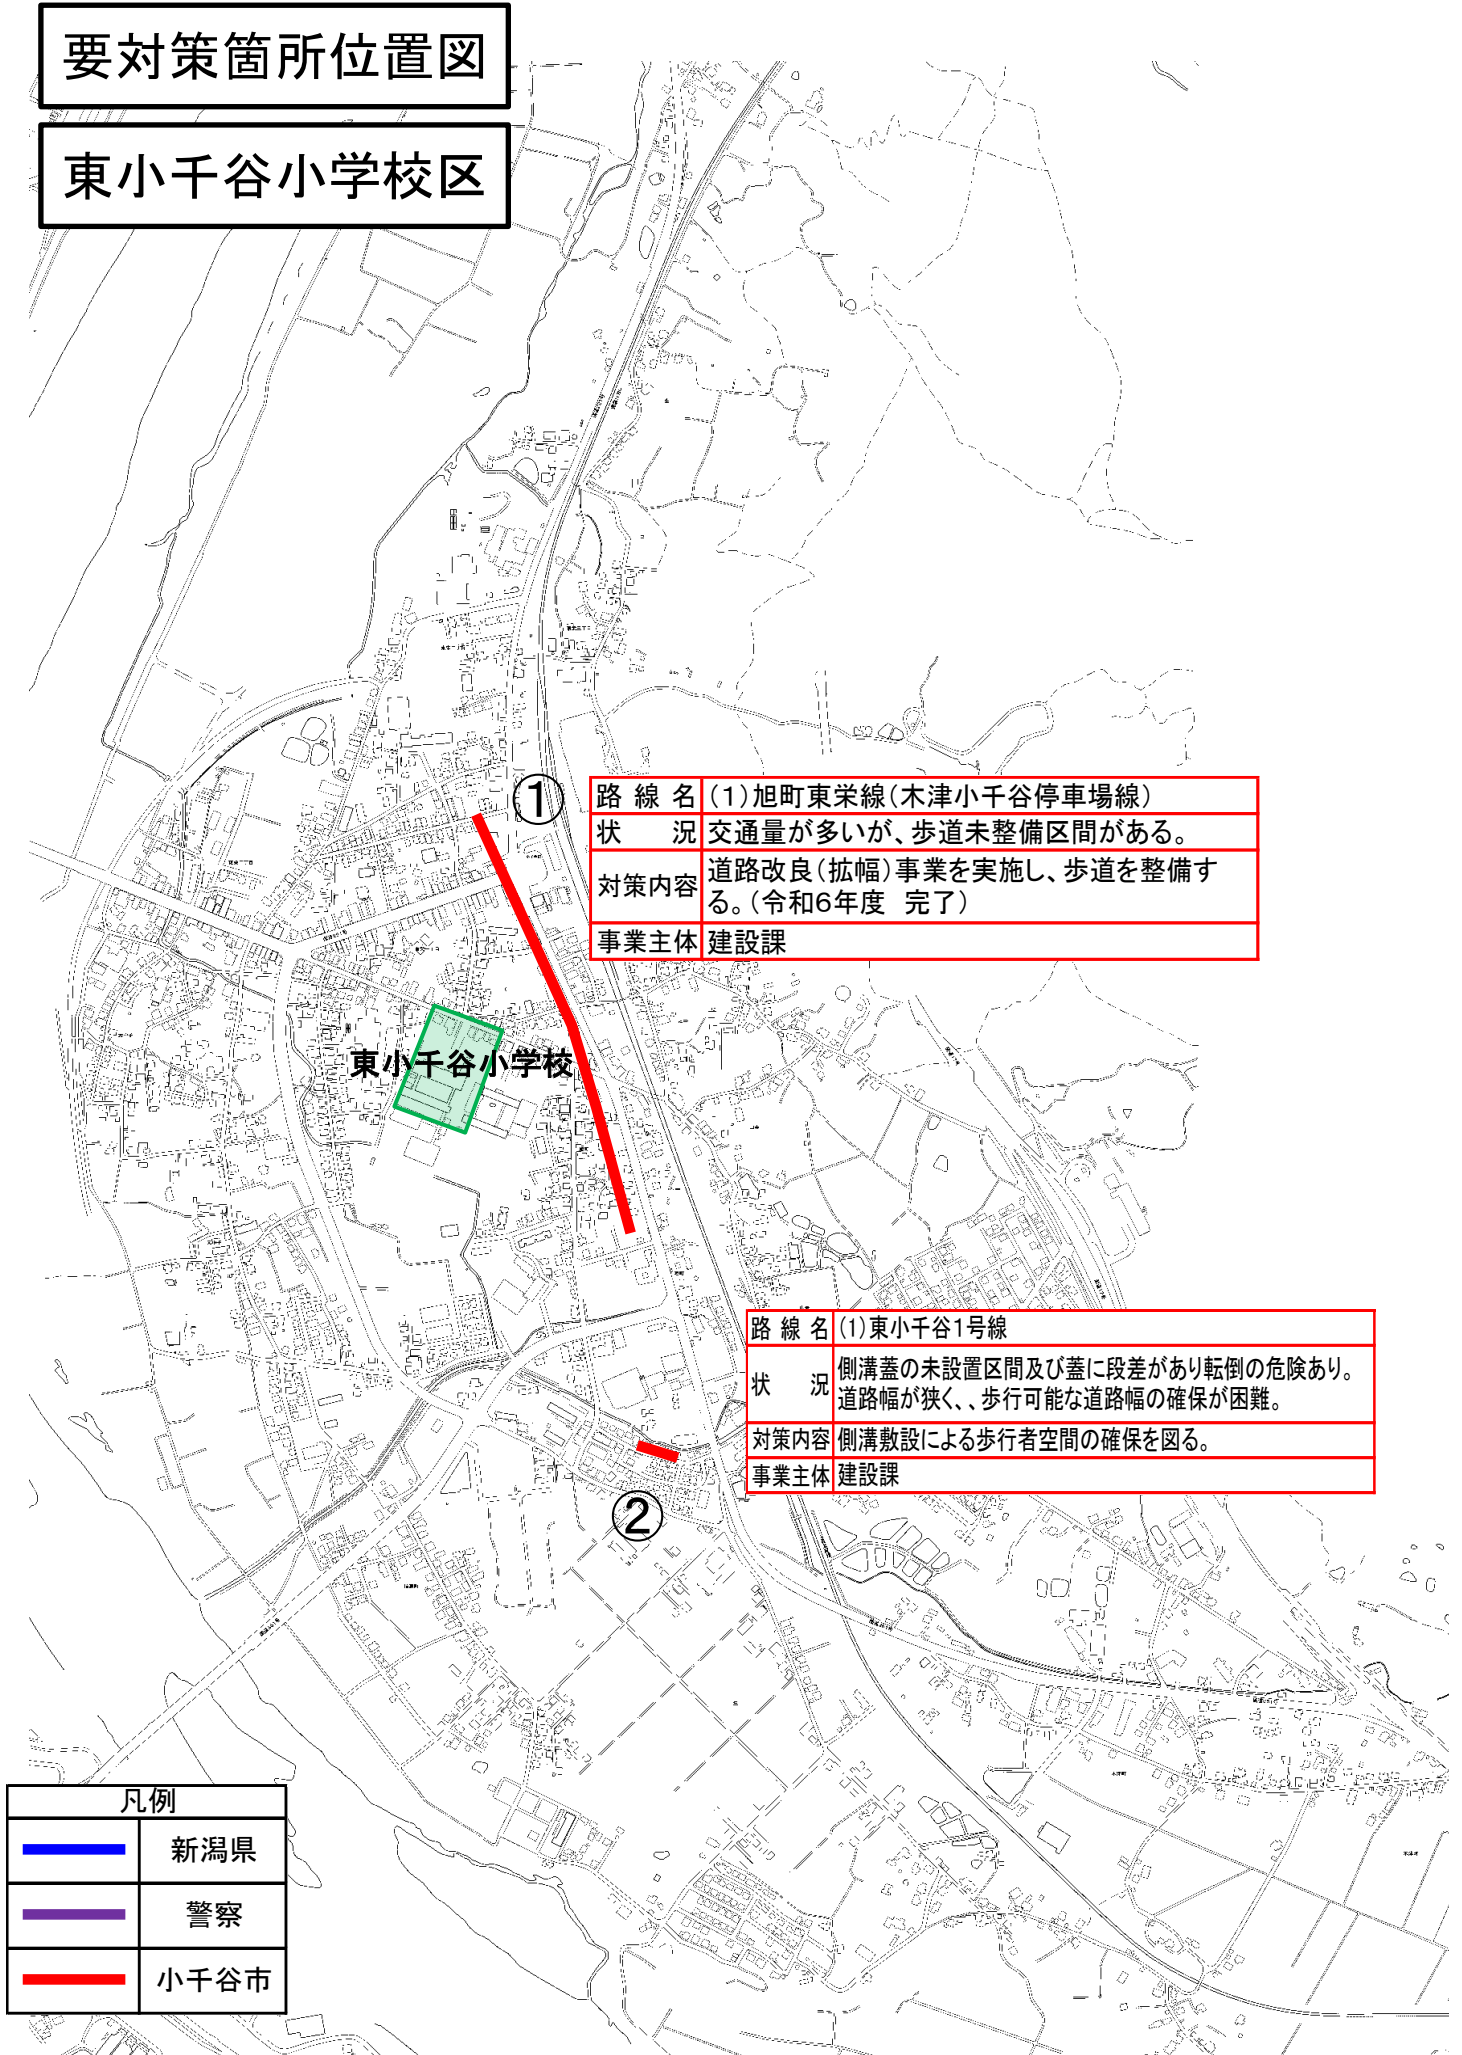 要対策箇所位置図
東小千谷小学校区
①
路線名 (1)旭町東栄線(木津小千谷停車場線)
状況 交通量が多いが、歩道未整備区間がある。
対策内容 道路改良(拡幅)事業を実施し、歩道を整備す
る。(令和6年度 完了)
事業主体 建設課
東小千谷小学校
路線名 (1)東小千谷1号線
状況 側溝蓋の未設置区間及び蓋に段差があり転倒の危険あり。
道路幅が狭く、、歩行可能な道路幅の確保が困難。
対策内容 側溝敷設による歩行者空間の確保を図る。
事業主体 建設課
②
凡例
新潟県
警察
小千谷市